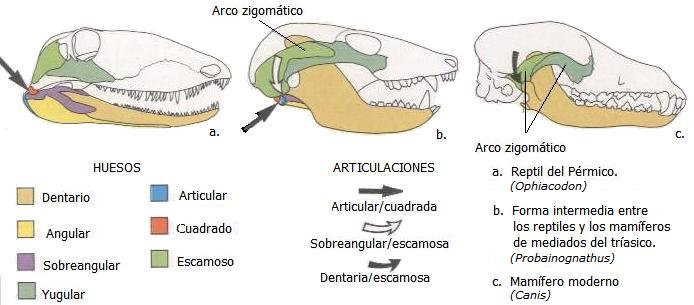 Arco zigomático
a.
b.
c.
Arco zigomático
HUESOS
Dentario
Articular
Angular
Cuadrado
Sobreangular
Escamoso
Yugular
ARTICULACIONES
Articular/cuadrada
Sobreangular/escamosa
Dentaria/escamosa
a. Reptil del Pérmico.
(Ophiacodon)
b. Forma intermedia entre
los reptiles y los mamíferos
de mediados del tríasico.
(Probainognathus)
c. Mamífero moderno
(Canis)